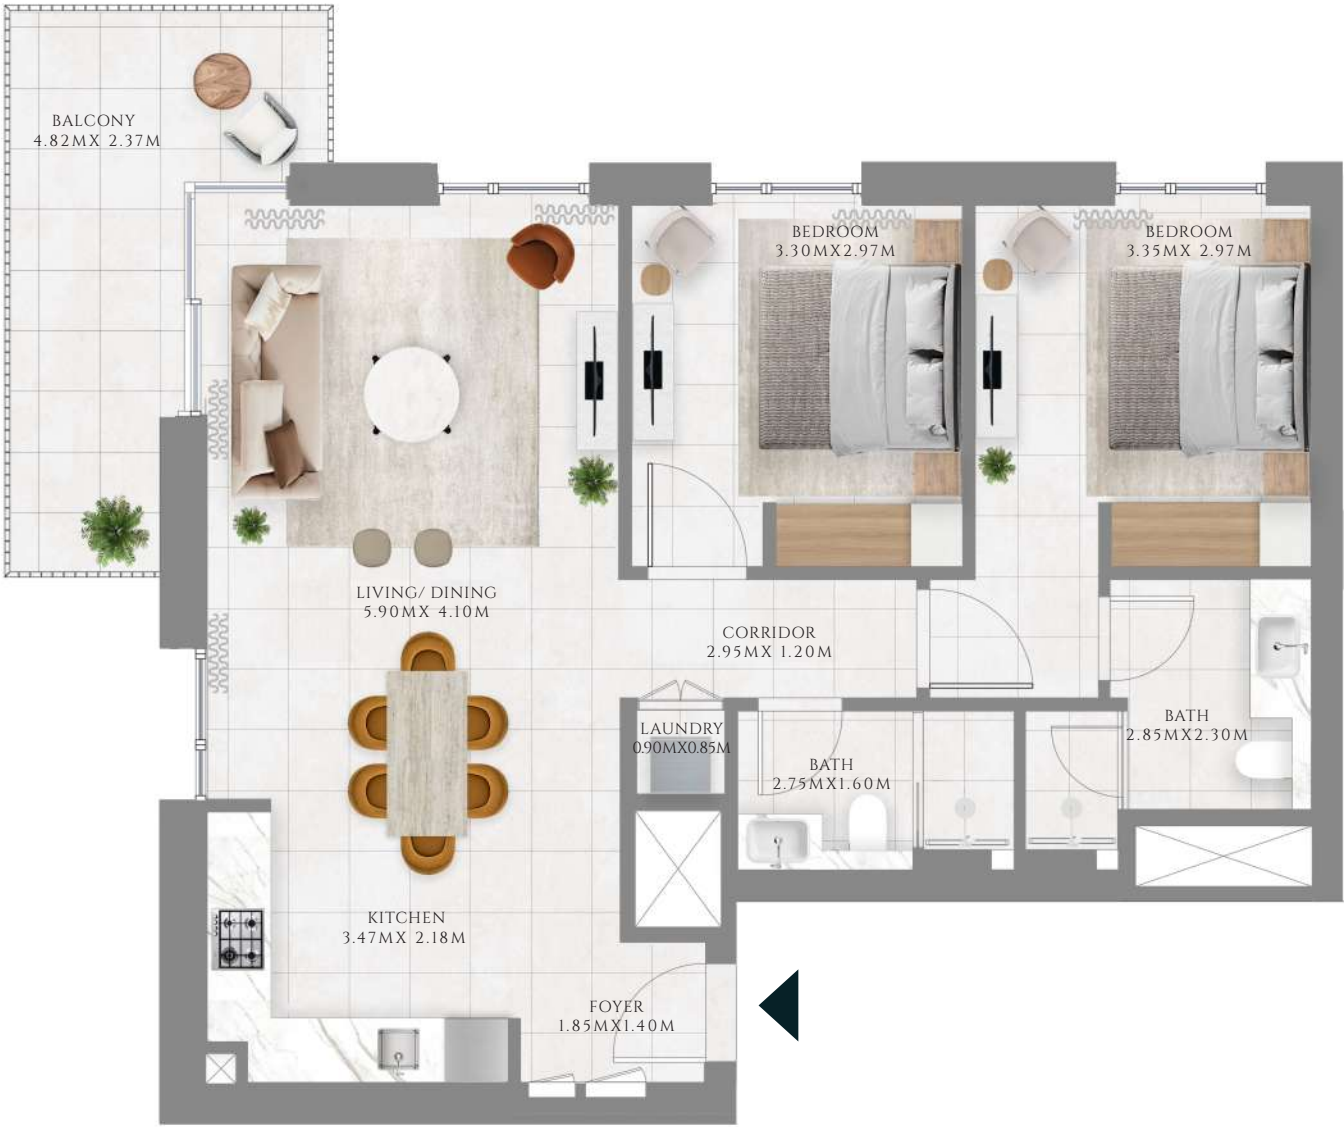 BALCONY
4.82MX 2.37M
BEDROOM
3.30MX2.97M
BEDROOM
3.35MX 2.97M
LIVING/ DINING
5.90MX 4.10M
CORRIDOR
2.95MX 1.20M
LAUNDRY
0.90MX0.85M
BATH
2.75MX1.60M
BATH
2.85MX2.30M
KITCHEN
3.47MX 2.18M
FOYER
1.85MX1.40M